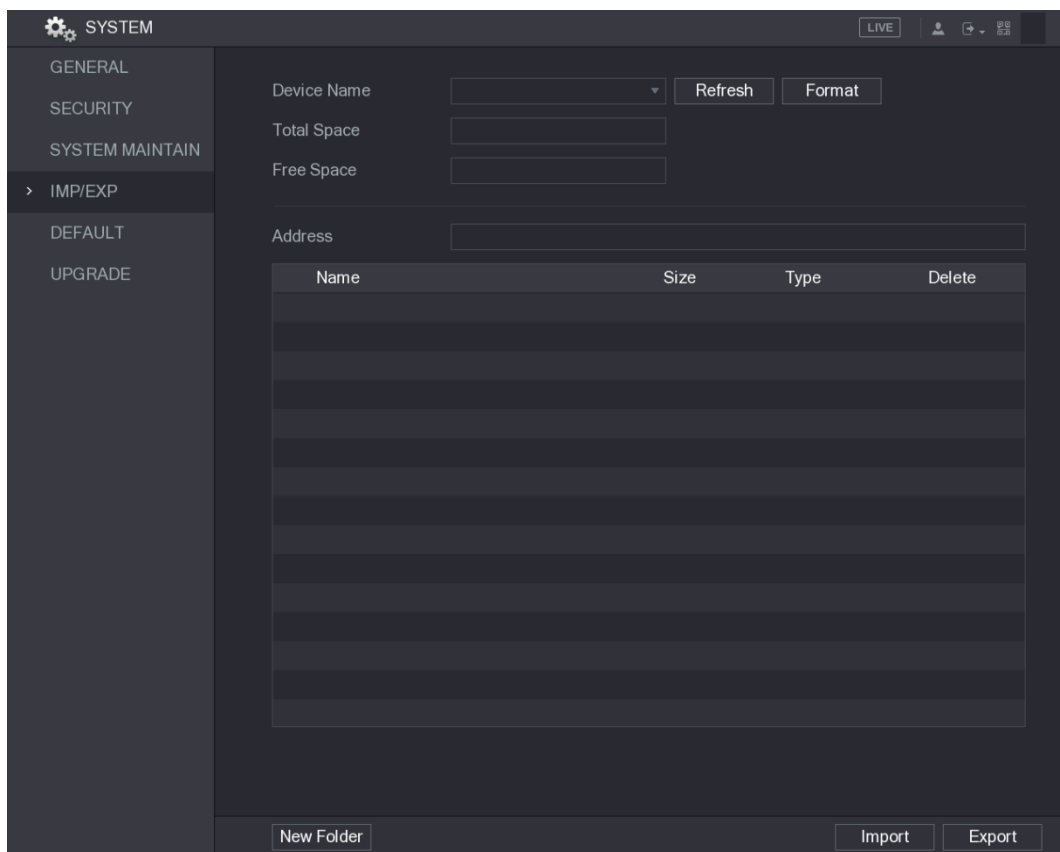 SYSTEM
LIVE
GENERAL
SECURITY
SYSTEM MAINTAIN
IMP/EXP
DEFAULT
UPGRADE
Device Name
Refresh
Format
Total Space
Free Space
Address
Name Size Type Delete
New Folder
Import
Export